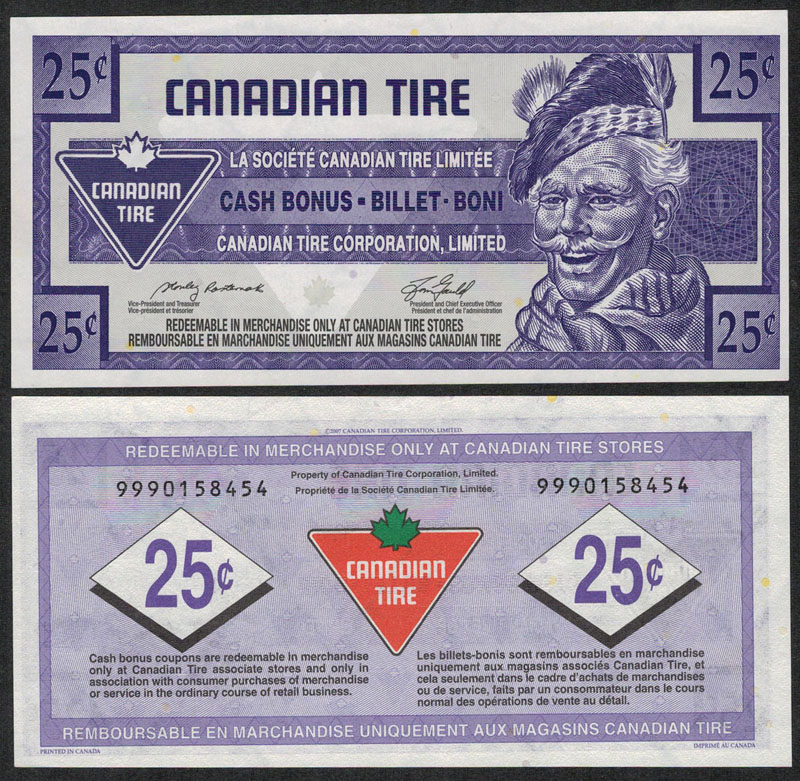 25¢
25¢
CANADIAN TIRE
LA SOCIÉTÉ CANADIAN TIRE LIMITÉE
CANADIAN
TIRE
CASH BONUS ▪ BILLET - BONI
CANADIAN TIRE CORPORATION, LIMITED
Vice-President and Treasurer
Vice-président et trésorier
President and Chief Executive Officer
Président et chef de l'administration
25¢
25¢
REDEEMABLE IN MERCHANDISE ONLY AT CANADIAN TIRE STORES
REMBOURSABLE EN MARCHANDISE UNIQUEMENT AUX MAGASINS CANADIAN TIRE
©2007 CANADIAN TIRE CORPORATION, LIMITED.
REDEEMABLE IN MERCHANDISE ONLY AT CANADIAN TIRE STORES
Property of Canadian Tire Corporation, Limited.
Propriété de la Société Canadian Tire Limitée.
9990158454
9990158454
25¢
CANADIAN
TIRE
25¢
Cash bonus coupons are redeemable in merchandise
only at Canadian Tire associate stores and only in
association with consumer purchases of merchandise
or service in the ordinary course of retail business.
Les billets-bonis sont remboursables en marchandise
uniquement aux magasins associés Canadian Tire, et
cela seulement dans le cadre d'achats de marchandises
ou de service, faits par un consommateur dans le cours
normal des opérations de vente au détail.
REMBOURSABLE EN MARCHANDISE UNIQUEMENT AUX MAGASINS CANADIAN TIRE
PRINTED IN CANADA
IMPRIMÉ AU CANADA